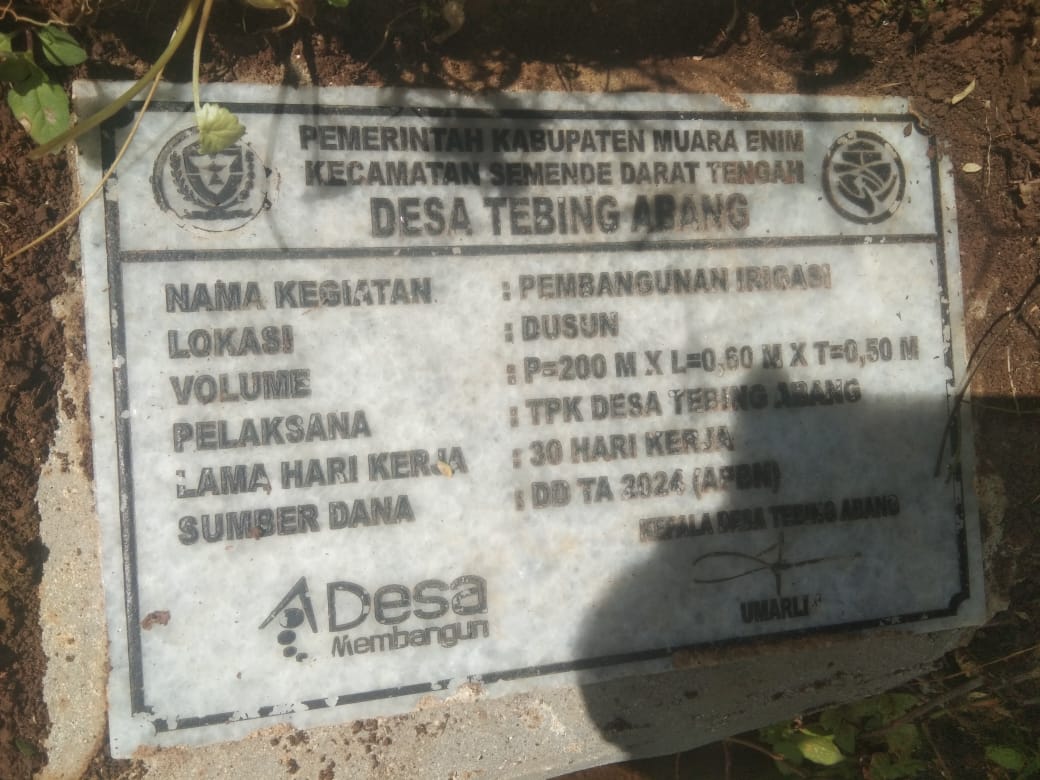 PEMERINTAH KABUPATEN MUARA ENIM
KECAMATAN SEMENDE DARAT TENGAH
DESA TEBING ABANG
NAMA KEGIATAN : PEMBANGUNAN IRIGASI
LOKASI : DUSUN
VOLUME : P=200 M X L=0,60 M X T=0,50 M
PELAKSANA : TPK DESA TEBING ABANG
LAMA HARI KERJA : 30 HARI KERJA
SUMBER DANA : DD TA 2024 (APBN)
KEPALA DESA TEBING ABANG
UMARLI
Desa
Membangun